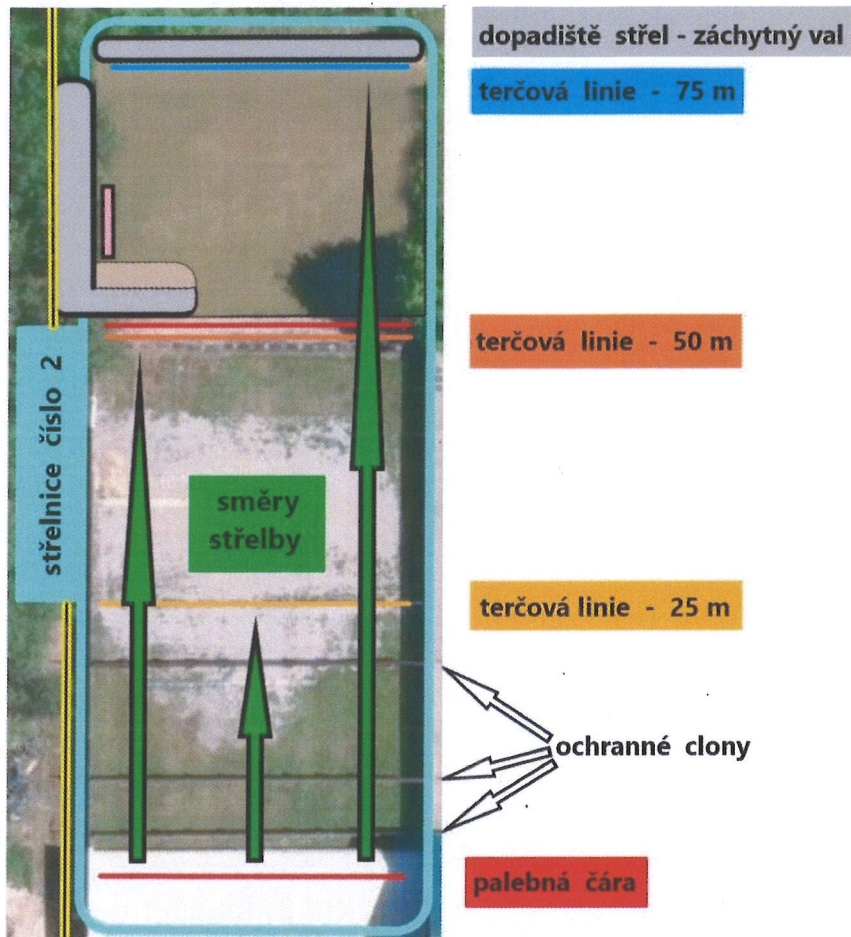 dopadiště střel - záchytný val
terčová linie - 75 m
terčová linie - 50 m
střelnice číslo 2
směry
střelby
terčová linie - 25 m
ochranné clony
palebná čára